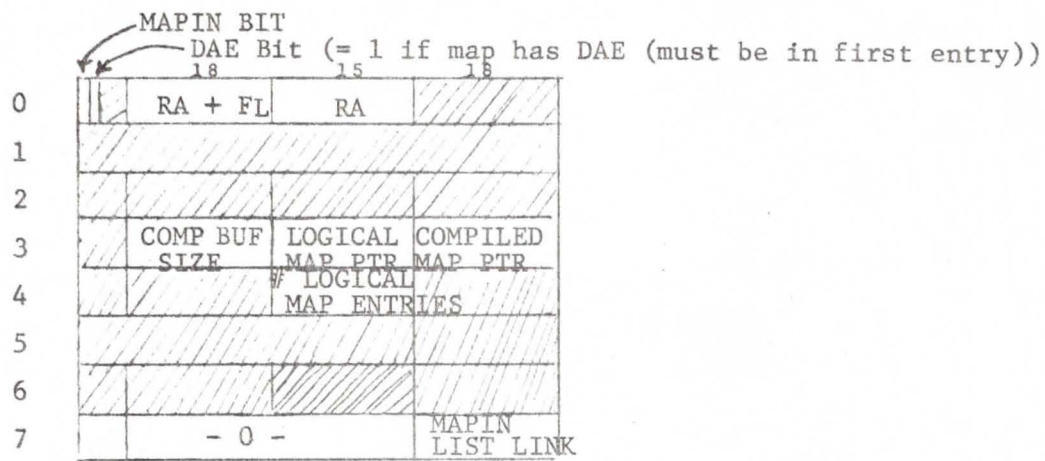 MAPIN BIT
DAE Bit (= 1 if map has DAE (must be in first entry))
18 15 18
0 RA + FL RA
1
2
3 COMP BUF SIZE LOGICAL MAP PTR COMPILED MAP PTR
4 # LOGICAL MAP ENTRIES
5
6
7 - 0 - MAPIN LIST LINK